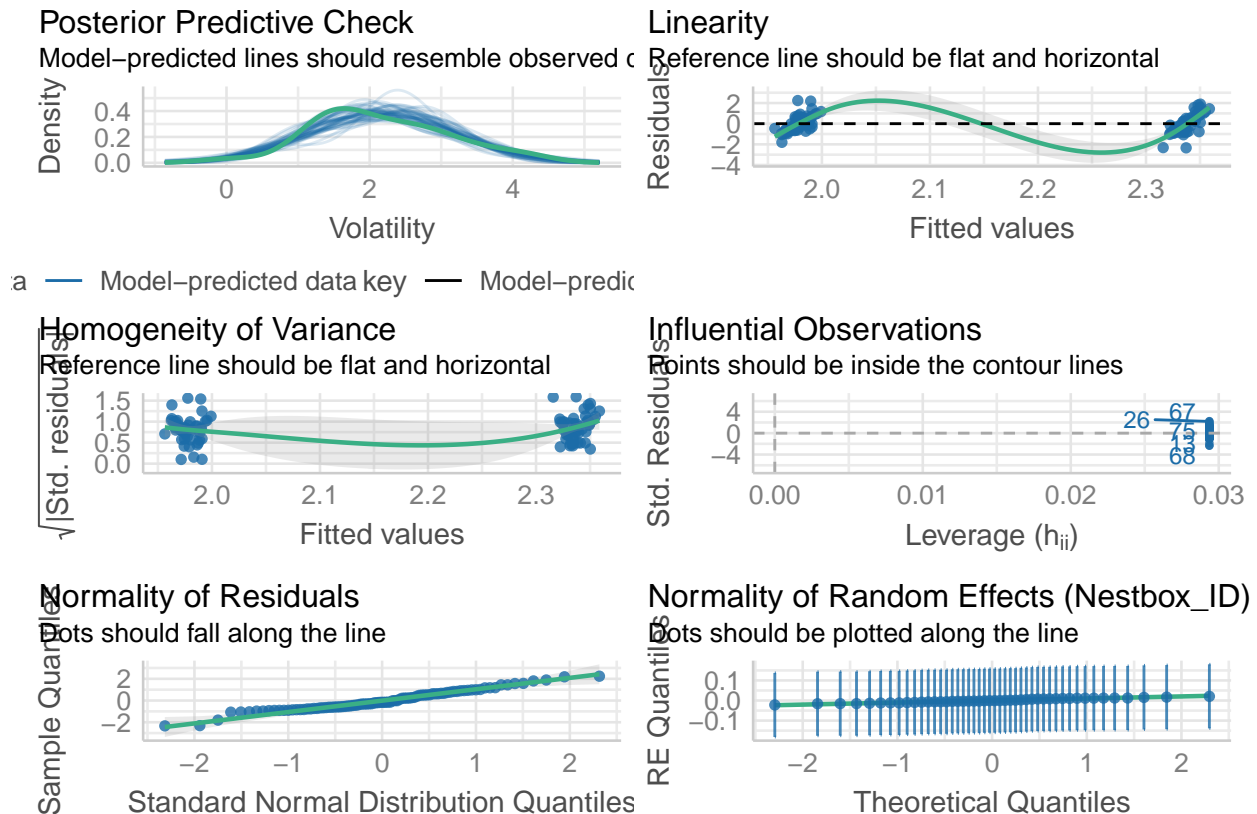 Posterior Predictive Check
Model−predicted lines should resemble observed
Density
0.4
0.2
0.0
0 2 4
Volatility
Model−predicted data key Model−predic
Linearity
Reference line should be flat and horizontal
Residuals
2
0
−2
−4
2.0 2.1 2.2 2.3
Fitted values
Homogeneity of Variance
Reference line should be flat and horizontal
√|Std. residuals|
1.5
1.0
0.5
0.0
2.0 2.1 2.2 2.3
Fitted values
Influential Observations
Points should be inside the contour lines
Std. Residuals
4
0
−4
67
26
75
13
68
0.00 0.01 0.02 0.03
Leverage (hii)
Normality of Residuals
Dots should fall along the line
Sample Quantiles
2
0
−2
−2 −1 0 1 2
Standard Normal Distribution Quantiles
Normality of Random Effects (Nestbox_ID)
Dots should be plotted along the line
RE Quantiles
0.1
0.0
−0.1
−2 −1 0 1 2
Theoretical Quantiles